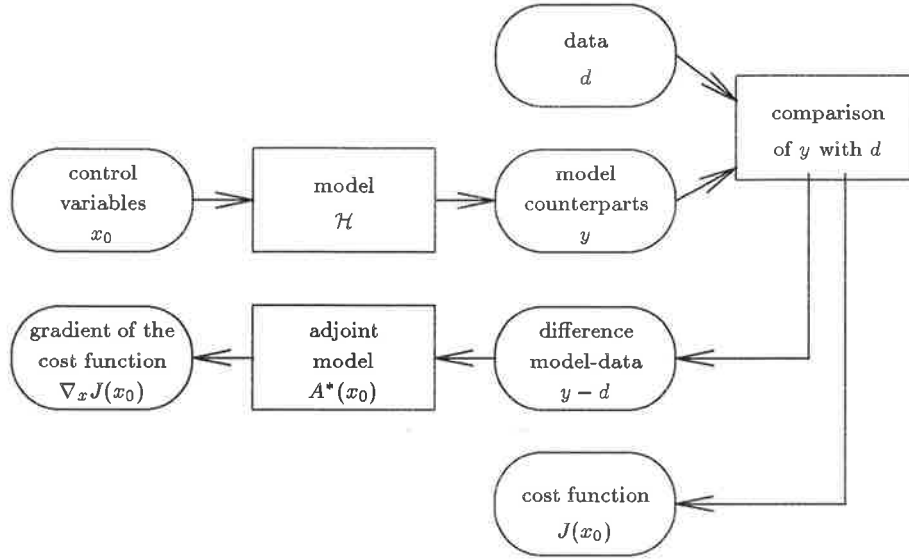 data
d
comparison
of y with d
control
variables
x₀
model
ℋ
model
counterparts
y
gradient of the
cost function
∇ₓJ(x₀)
adjoint
model
A*(x₀)
difference
model-data
y − d
cost function
J(x₀)